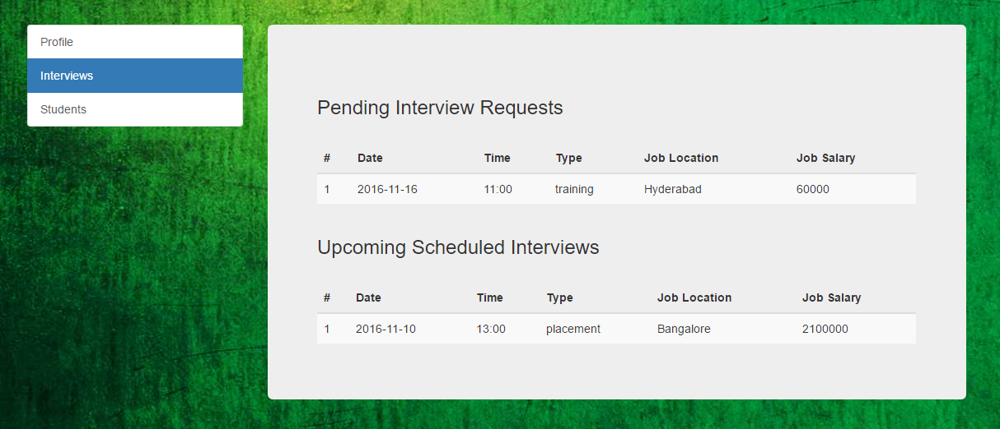 Profile
Interviews
Students
Pending Interview Requests
# Date Time Type Job Location Job Salary
1 2016-11-16 11:00 training Hyderabad 60000
Upcoming Scheduled Interviews
# Date Time Type Job Location Job Salary
1 2016-11-10 13:00 placement Bangalore 2100000